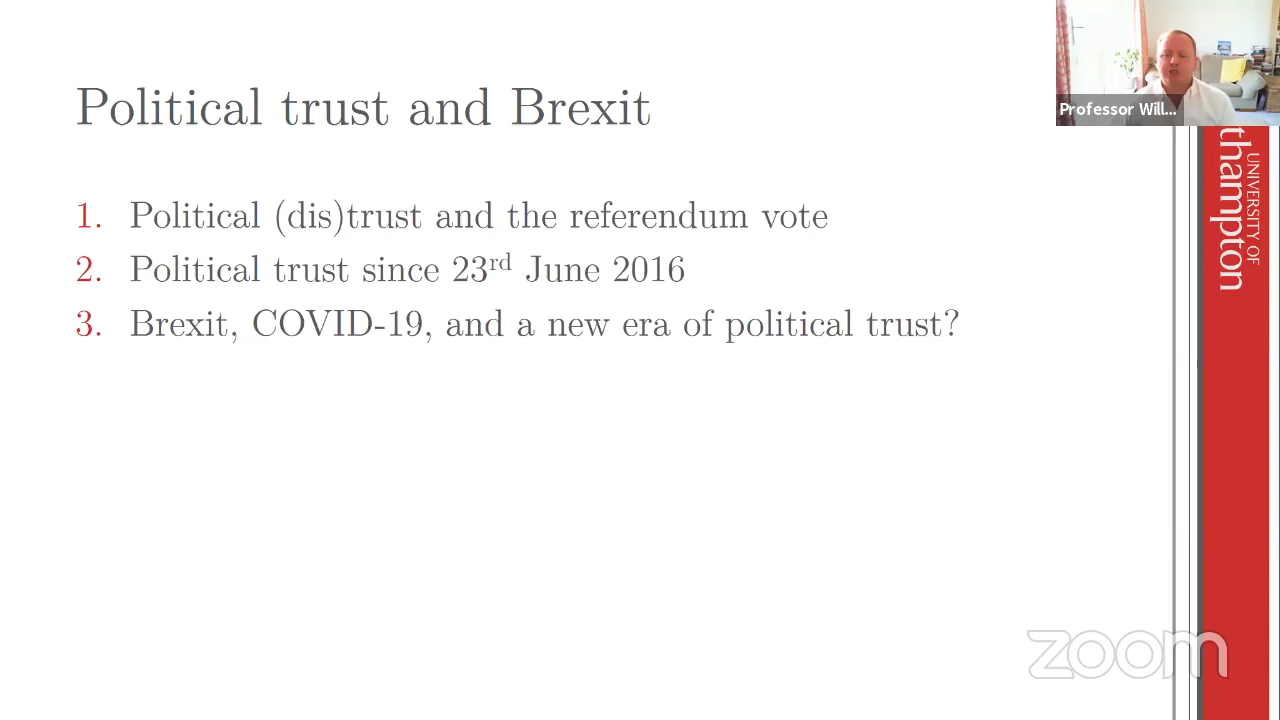 Political trust and Brexit
Professor Will...
1. Political (dis)trust and the referendum vote
2. Political trust since 23rd June 2016
3. Brexit, COVID-19, and a new era of political trust?
UNIVERSITY OF
thampton
zoom